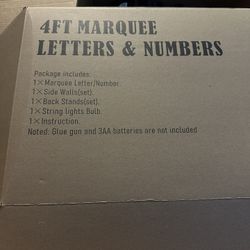 4FT MARQUEE
LETTERS & NUMBERS
Package includes:
1×Marquee Letter/Number.
1×Side Walls(set).
1×Back Stands(set).
1×String lights Bulb.
1×Instruction.
Noted: Glue gun and 3AA batteries are not included